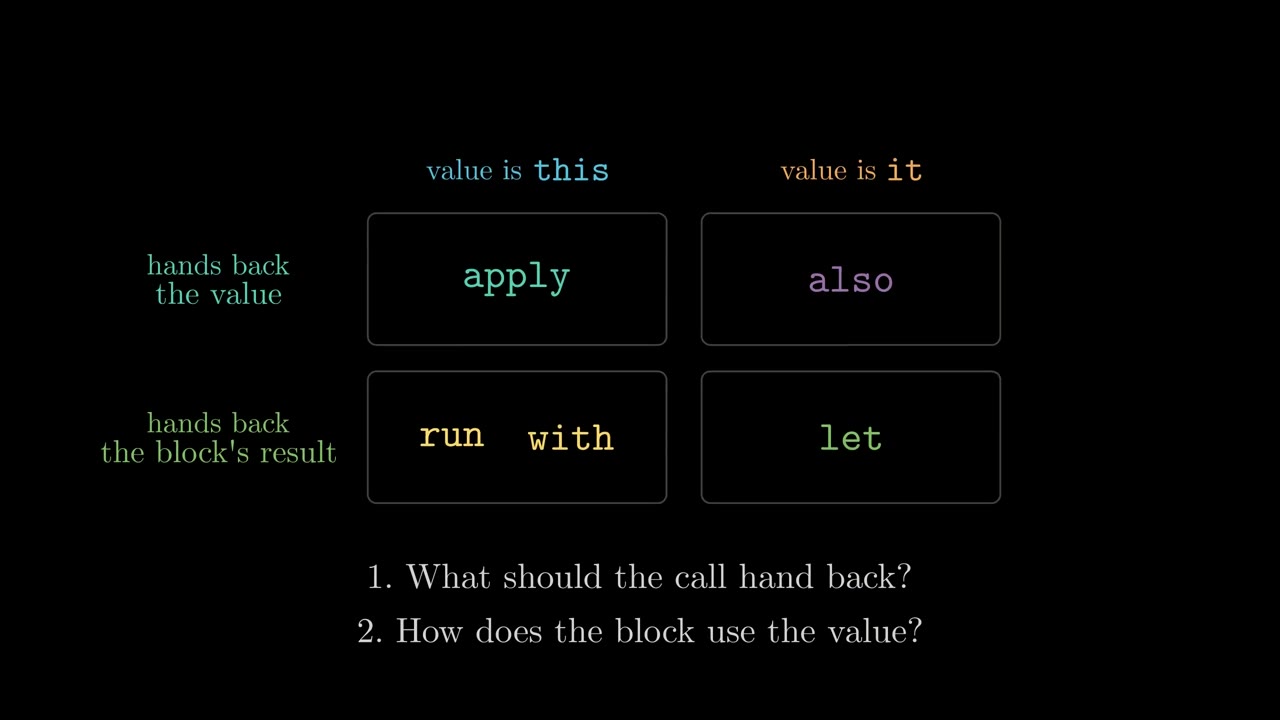 value is this
value is it
hands back
the value
apply
also
hands back
the block's result
run with
let
1. What should the call hand back?
2. How does the block use the value?